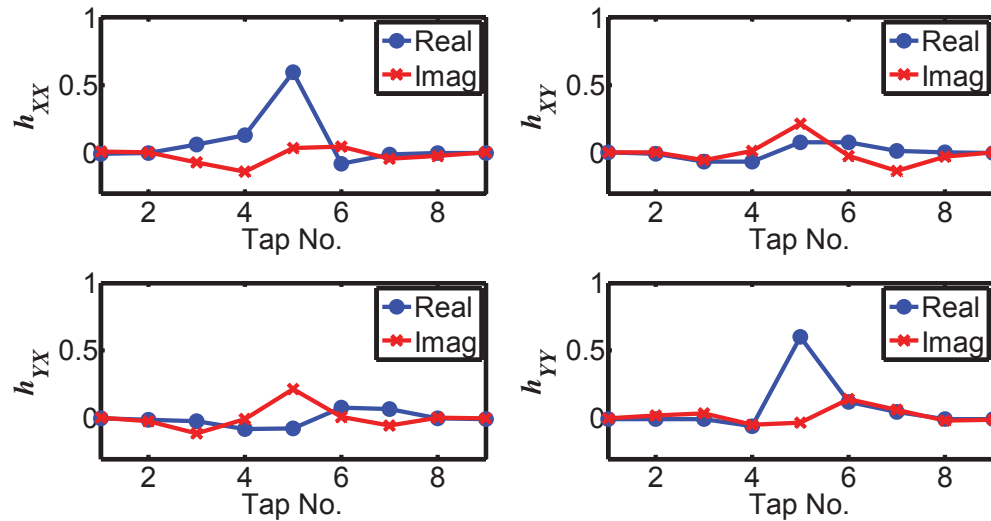 1
0.5
0
h_XX
Real
Imag
2 4 6 8
Tap No.
1
0.5
0
h_XY
Real
Imag
2 4 6 8
Tap No.
1
0.5
0
h_YX
Real
Imag
2 4 6 8
Tap No.
1
0.5
0
h_YY
Real
Imag
2 4 6 8
Tap No.